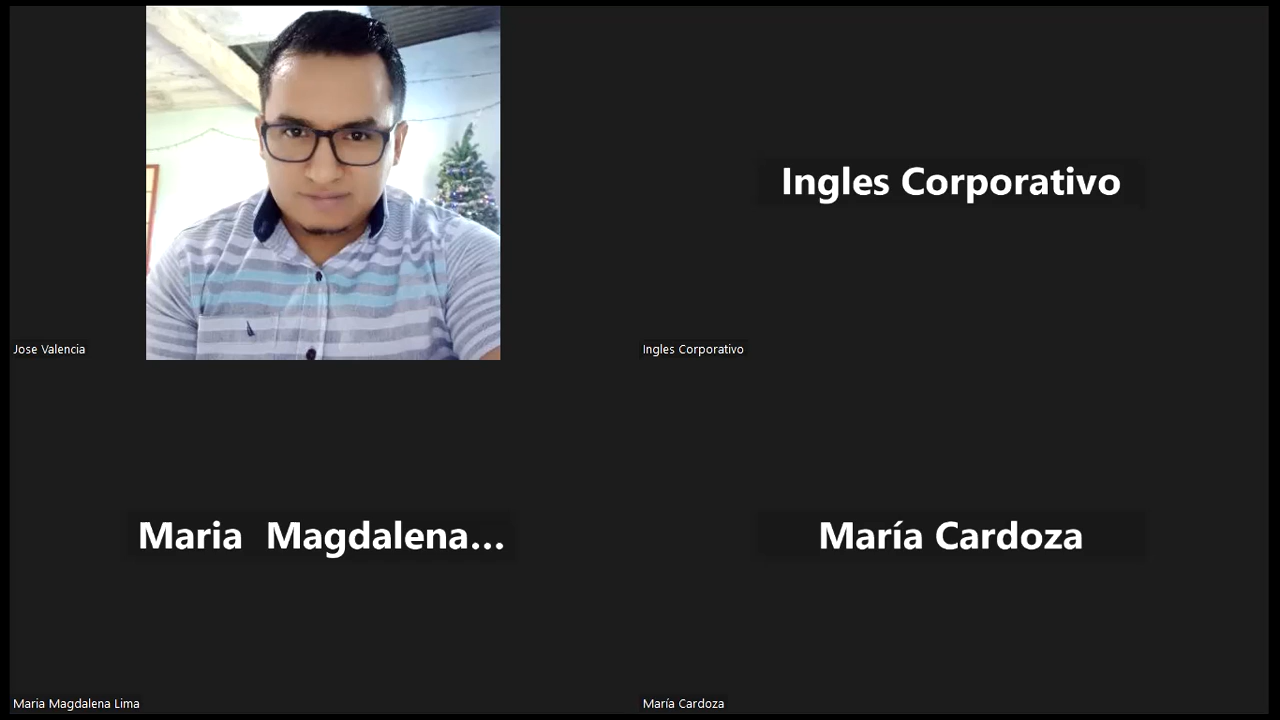 Ingles Corporativo
Jose Valencia
Ingles Corporativo
Maria Magdalena...
María Cardoza
Maria Magdalena Lima
María Cardoza